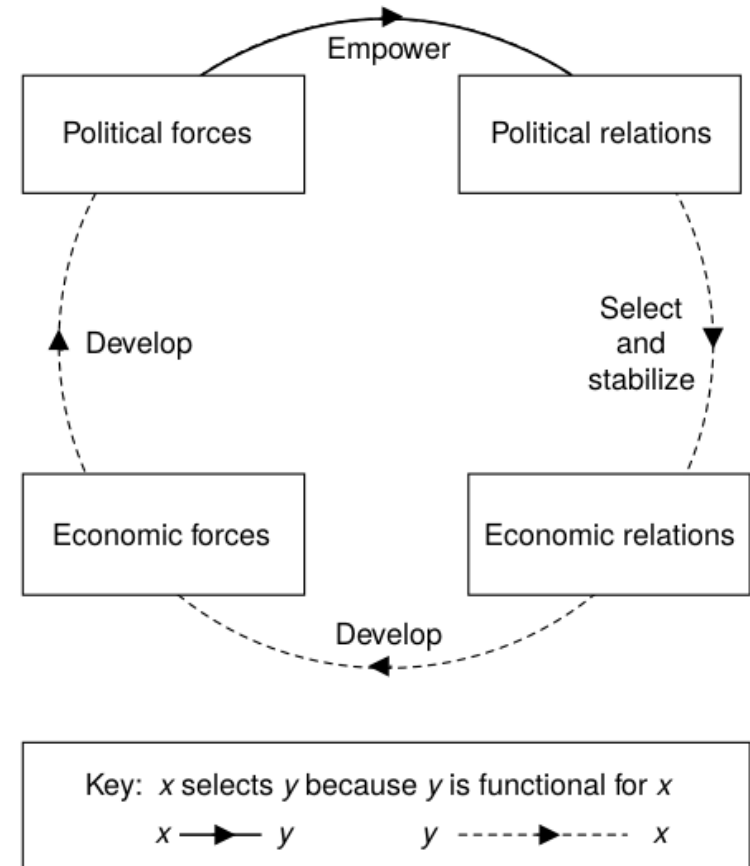 Empower
Political forces
Political relations
Develop
Select
and
stabilize
Economic forces
Economic relations
Develop
Key: x selects y because y is functional for x
x y y x